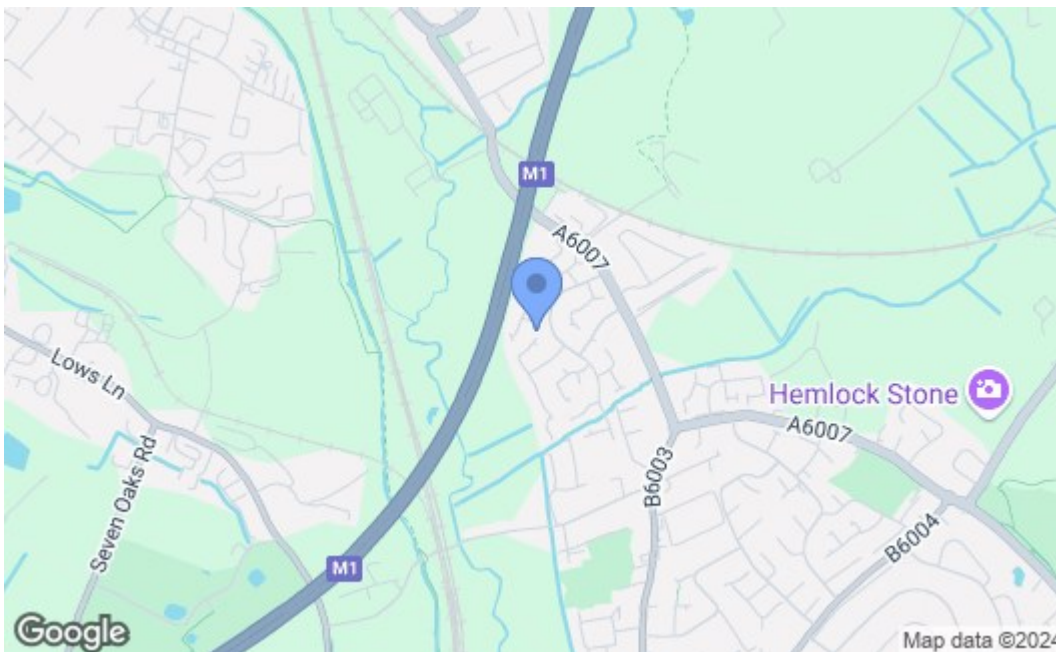 M1
A6007
Lows Ln
Hemlock Stone
A6007
Seven Oaks Rd
B6003
B6004
M1
Google
Map data ©2024